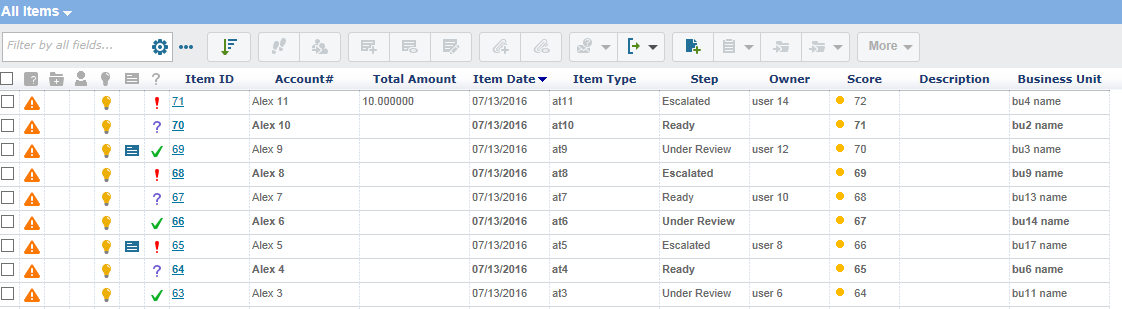 All Items
Filter by all fields... More
? ? Item ID Account# Total Amount Item Date Item Type Step Owner Score Description Business Unit
! 71 Alex 11 10.000000 07/13/2016 at11 Escalated user 14 72 bu4 name
? 70 Alex 10 07/13/2016 at10 Ready 71 bu2 name
69 Alex 9 07/13/2016 at9 Under Review user 12 70 bu3 name
! 68 Alex 8 07/13/2016 at8 Escalated 69 bu9 name
? 67 Alex 7 07/13/2016 at7 Ready user 10 68 bu13 name
66 Alex 6 07/13/2016 at6 Under Review 67 bu14 name
! 65 Alex 5 07/13/2016 at5 Escalated user 8 66 bu17 name
? 64 Alex 4 07/13/2016 at4 Ready 65 bu6 name
63 Alex 3 07/13/2016 at3 Under Review user 6 64 bu11 name